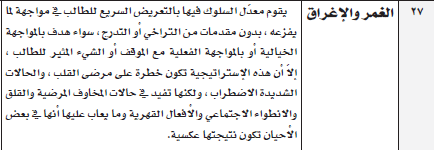 ٢٧
الغمر والإغراق
يقوم معدّل السلوك فيها بالتعريض السريع للطالب في مواجهة لما
يفزعه ، بدون مقدمات من التراخي أو التدرج ، سواء هدف بالمواجهة
الخيالية أو بالمواجهة الفعلية مع الموقف أو الشيء المثير للطالب ،
إلاّ أن هذه الإستراتيجية تكون خطرة على مرضى القلب ، والحالات
الشديدة الاضطراب ، ولكنها تفيد في حالات المخاوف المرضية والقلق
والانطواء الاجتماعي والأفعال القهرية وما يعاب عليها أنها في بعض
الأحيان تكون نتيجتها عكسية.